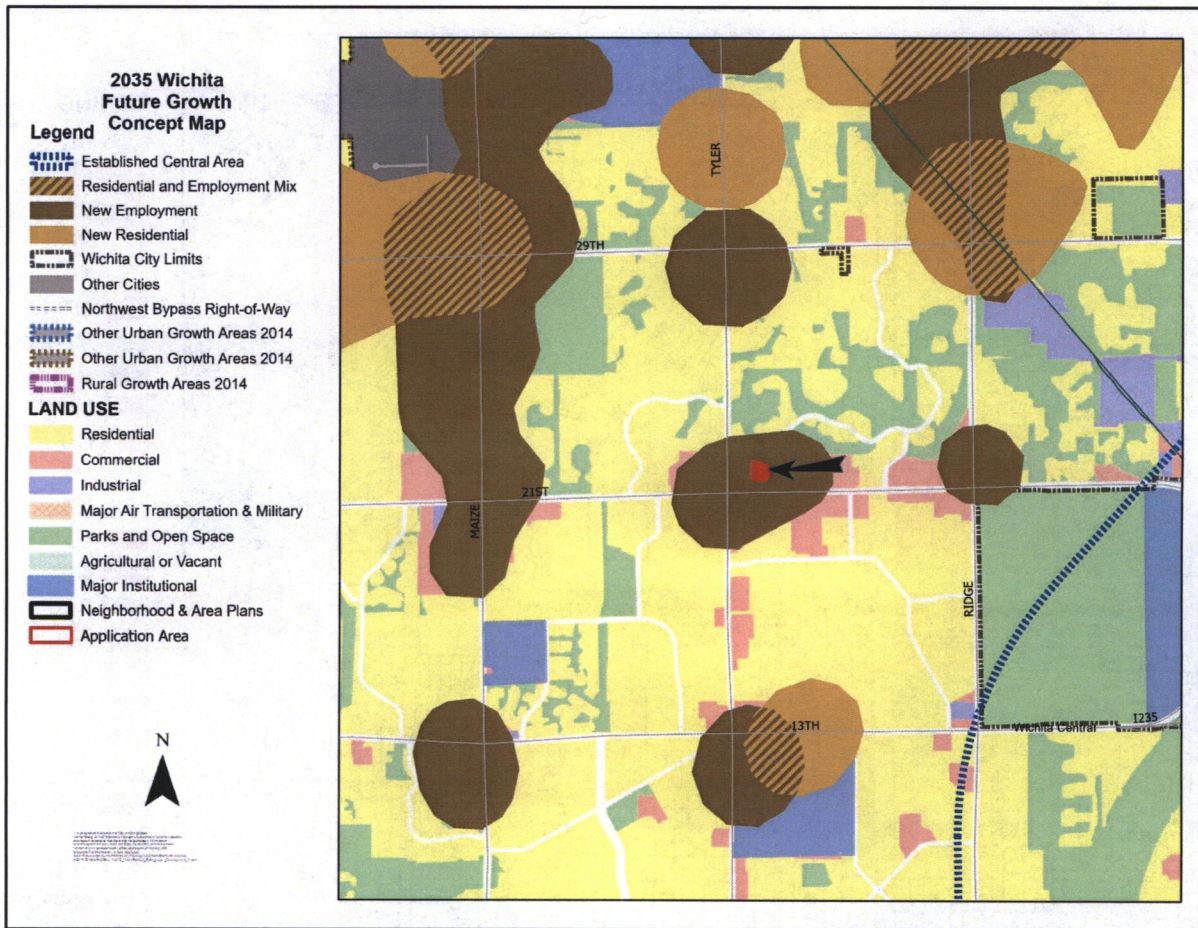 2035 Wichita
Future Growth
Concept Map
Legend
Established Central Area
Residential and Employment Mix
New Employment
New Residential
Wichita City Limits
Other Cities
Northwest Bypass Right-of-Way
Other Urban Growth Areas 2014
Other Urban Growth Areas 2014
Rural Growth Areas 2014
LAND USE
Residential
Commercial
Industrial
Major Air Transportation & Military
Parks and Open Space
Agricultural or Vacant
Major Institutional
Neighborhood & Area Plans
Application Area
N
TYLER
29TH
21ST
MAIZE
RIDGE
13TH
Wichita Central
I235